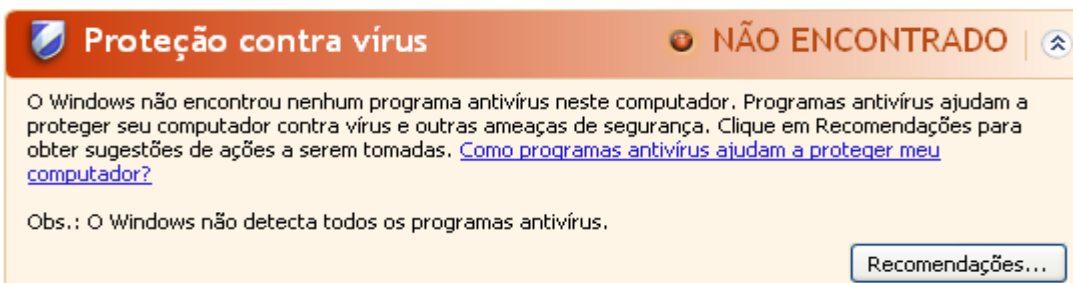 Proteção contra vírus
NÃO ENCONTRADO
O Windows não encontrou nenhum programa antivírus neste computador. Programas antivírus ajudam a
proteger seu computador contra vírus e outras ameaças de segurança. Clique em Recomendações para
obter sugestões de ações a serem tomadas. Como programas antivírus ajudam a proteger meu
computador?
Obs.: O Windows não detecta todos os programas antivírus.
Recomendações...